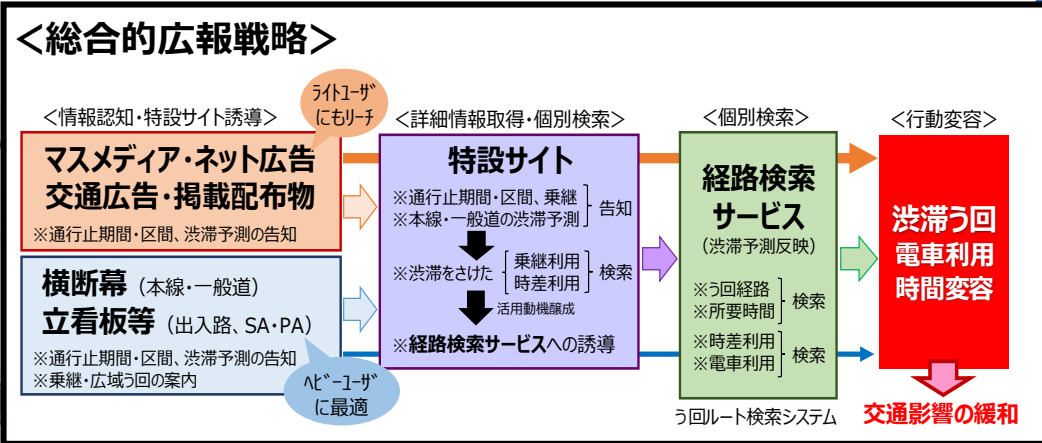 <総合的広報戦略>
<情報認知・特設サイト誘導>
ﾗｲﾄﾕｰｻﾞ
にもリーチ
マスメディア・ネット広告
交通広告・掲載配布物
※通行止期間・区間、渋滞予測の告知
横断幕（本線・一般道）
立看板等（出入路、SA・PA）
※通行止期間・区間、渋滞予測の告知
※乗継・広域う回の案内
ﾍﾋﾞｰﾕｰｻﾞ
に最適
<詳細情報取得・個別検索>
特設サイト
※通行止期間・区間、乗継
※本線・一般道の渋滞予測
告知
※渋滞をさけた
乗継利用
時差利用
検索
活用動機醸成
※経路検索サービスへの誘導
<個別検索>
経路検索
サービス
(渋滞予測反映)
※う回経路
※所要時間
検索
※時差利用
※電車利用
検索
う回ルート検索システム
<行動変容>
渋滞う回
電車利用
時間変容
交通影響の緩和